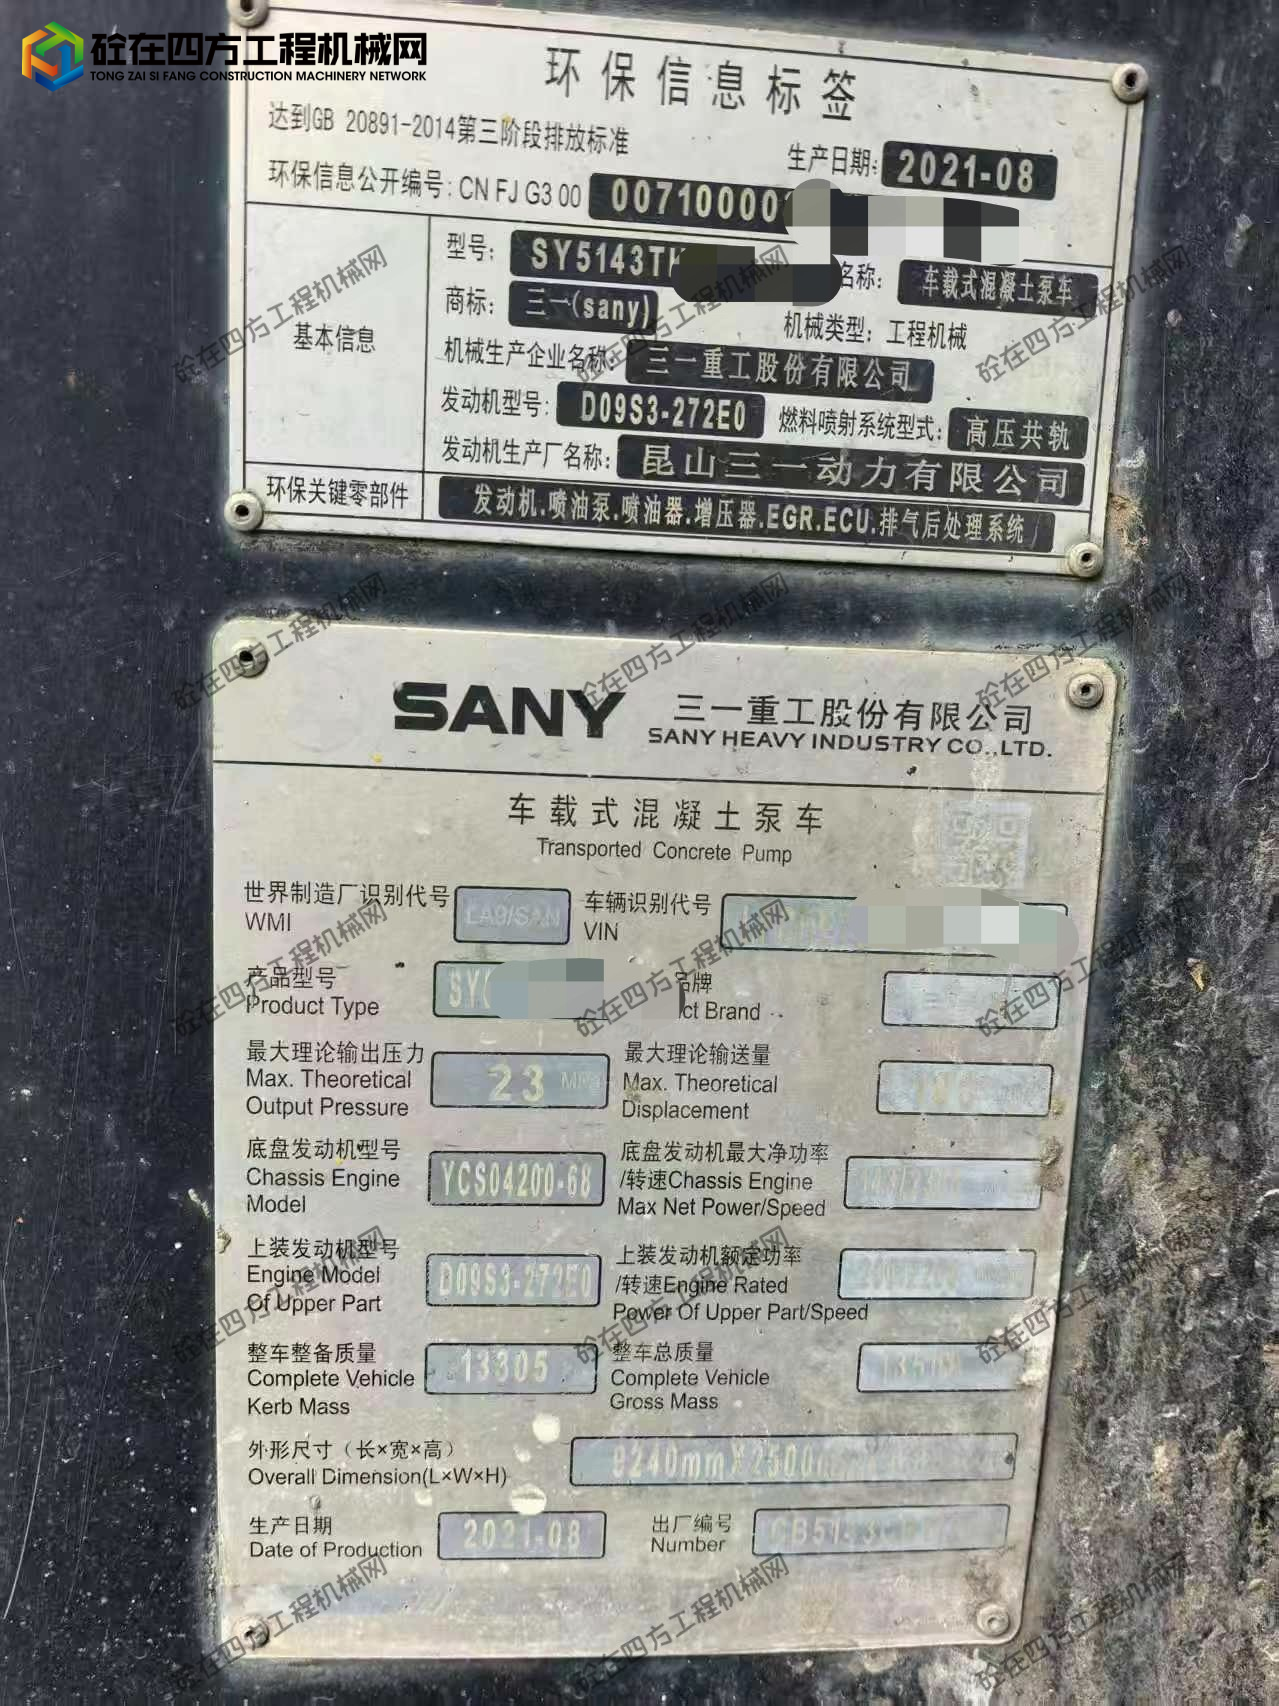 砼在四方工程机械网
TONG ZAI SI FANG CONSTRUCTION MACHINERY NETWORK
环保信息标签
达到GB 20891-2014第三阶段排放标准
生产日期: 2021-08
环保信息公开编号: CN FJ G3 00 00710000
基本信息
型号: SY5143TH 名称: 车载式混凝土泵车
商标: 三一(sany) 机械类型: 工程机械
机械生产企业名称: 三一重工股份有限公司
发动机型号: D09S3-272E0 燃料喷射系统型式: 高压共轨
发动机生产厂名称: 昆山三一动力有限公司
环保关键零部件 发动机.喷油泵.喷油器.增压器.EGR.ECU.排气后处理系统
SANY 三一重工股份有限公司
SANY HEAVY INDUSTRY CO.,LTD.
车载式混凝土泵车
Transported Concrete Pump
世界制造厂识别代号 LA9/SAN 车辆识别代号
WMI VIN
产品型号 SY 品牌
Product Type ct Brand
最大理论输出压力 最大理论输送量
Max. Theoretical 23 MPa Max. Theoretical
Output Pressure Displacement
底盘发动机型号 底盘发动机最大净功率
Chassis Engine YCS04200-68 /转速Chassis Engine
Model Max Net Power/Speed
上装发动机型号 上装发动机额定功率
Engine Model D09S3-272E0 /转速Engine Rated
Of Upper Part Power Of Upper Part/Speed
整车整备质量 13305 整车总质量
Complete Vehicle Complete Vehicle
Kerb Mass Gross Mass
外形尺寸（长×宽×高） 9240mm×2500
Overall Dimension(L×W×H)
生产日期 2021-08 出厂编号
Date of Production Number